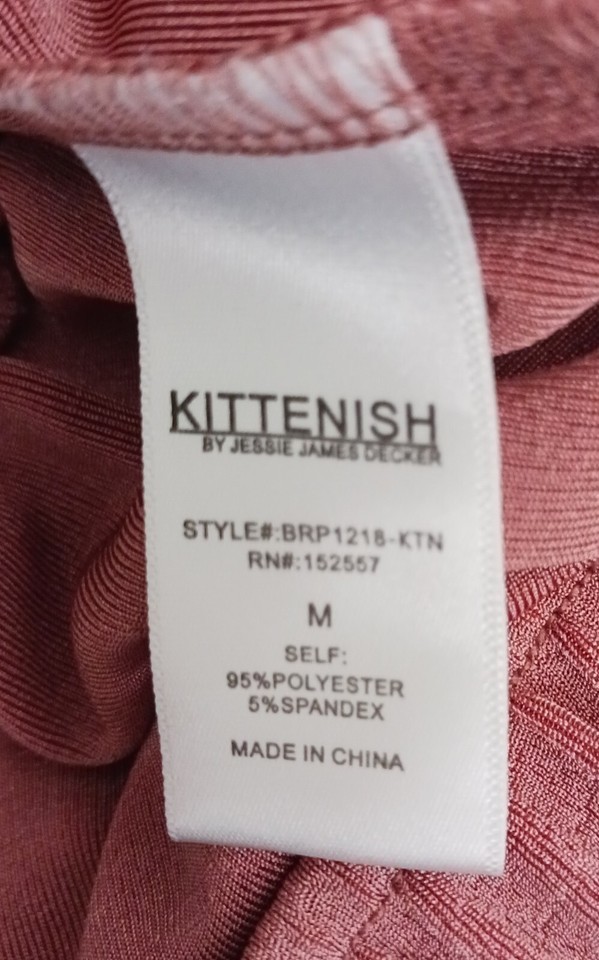 KITTENISH
BY JESSIE JAMES DECKER
STYLE#:BRP1218-KTN
RN#:152557
M
SELF:
95%POLYESTER
5%SPANDEX
MADE IN CHINA